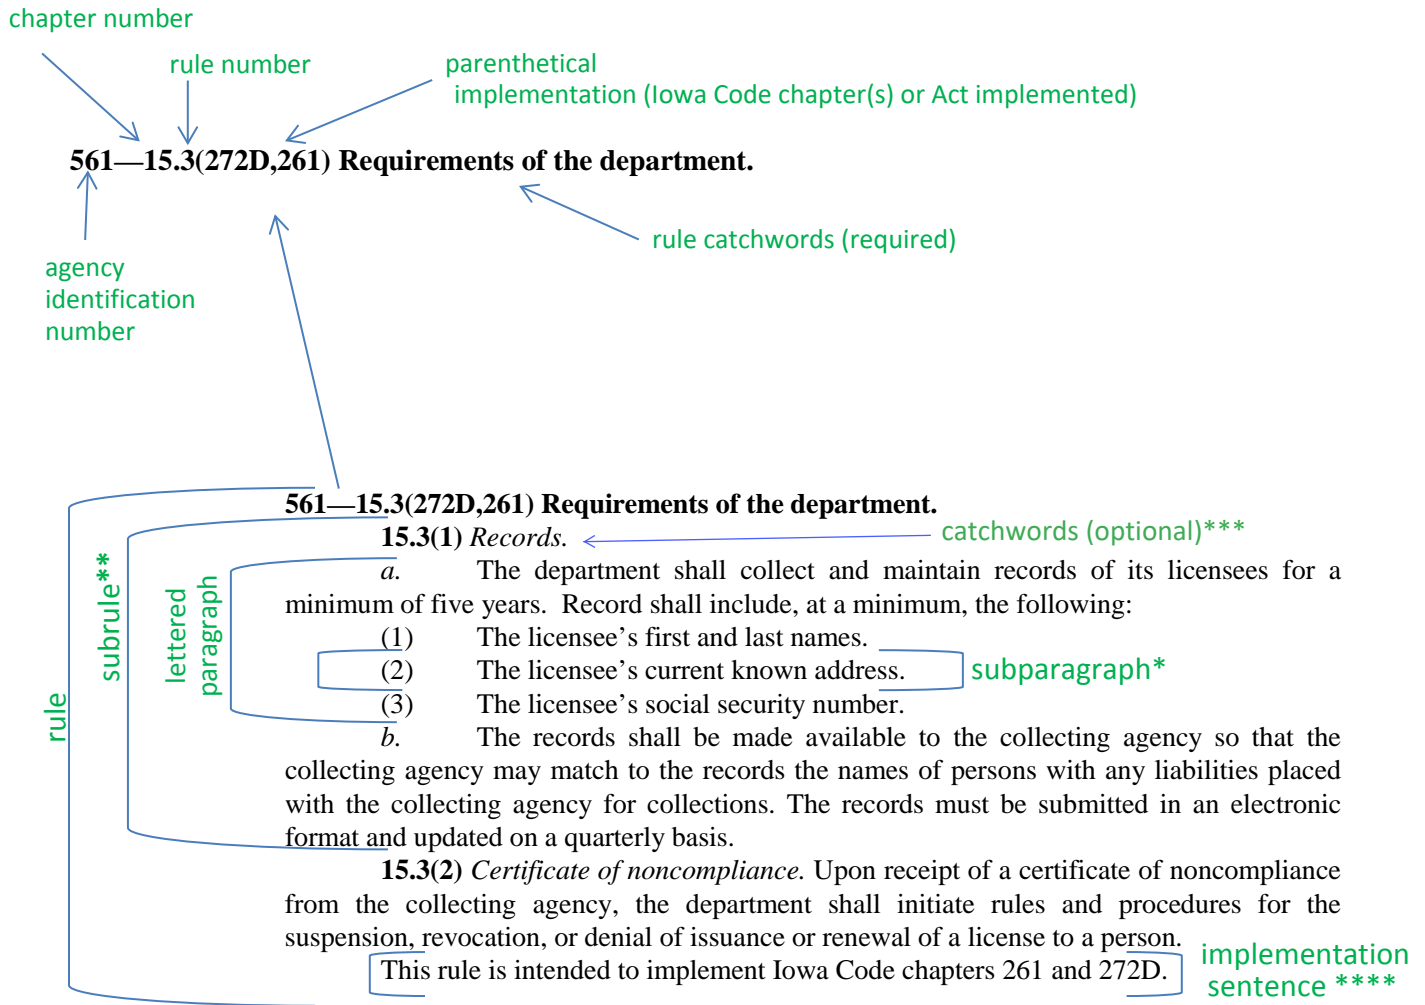 chapter number
rule number
parenthetical
implementation (Iowa Code chapter(s) or Act implemented)
561—15.3(272D,261) Requirements of the department.
rule catchwords (required)
agency
identification
number
561—15.3(272D,261) Requirements of the department.
15.3(1) Records.
catchwords (optional)***
a. The department shall collect and maintain records of its licensees for a
minimum of five years. Record shall include, at a minimum, the following:
(1) The licensee’s first and last names.
(2) The licensee’s current known address.
subparagraph*
(3) The licensee’s social security number.
b. The records shall be made available to the collecting agency so that the
collecting agency may match to the records the names of persons with any liabilities placed
with the collecting agency for collections. The records must be submitted in an electronic
format and updated on a quarterly basis.
15.3(2) Certificate of noncompliance. Upon receipt of a certificate of noncompliance
from the collecting agency, the department shall initiate rules and procedures for the
suspension, revocation, or denial of issuance or renewal of a license to a person.
This rule is intended to implement Iowa Code chapters 261 and 272D.
implementation
sentence ****
rule
subrule**
lettered
paragraph